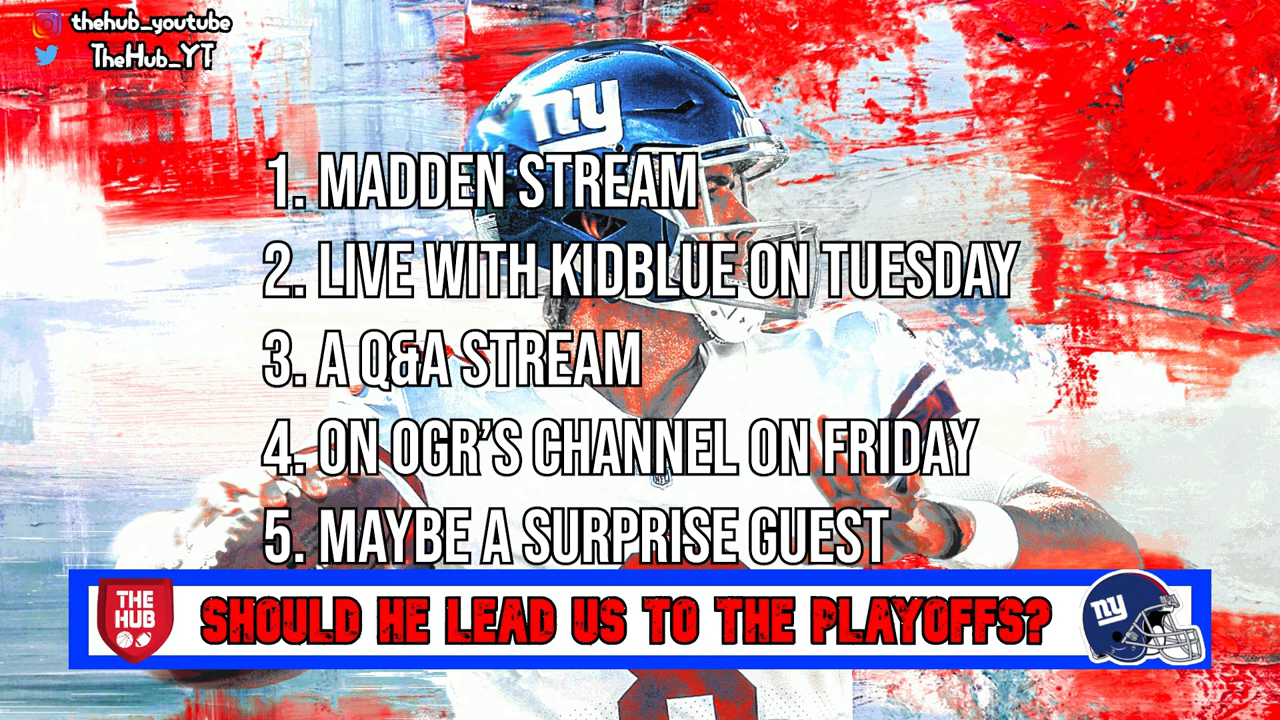 thehub_youtube
TheHub_YT
ny
1. MADDEN STREAM
2. LIVE WITH KIDBLUE ON TUESDAY
3. A Q&A STREAM
4. ON OGR'S CHANNEL ON FRIDAY
5. MAYBE A SURPRISE GUEST
THE
HUB
SHOULD HE LEAD US TO THE PLAYOFFS?
ny